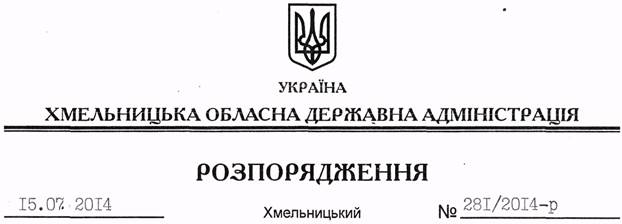 УКРАЇНА
ХМЕЛЬНИЦЬКА ОБЛАСНА ДЕРЖАВНА АДМІНІСТРАЦІЯ
РОЗПОРЯДЖЕННЯ
15.07 2014 Хмельницький № 281/2014-р